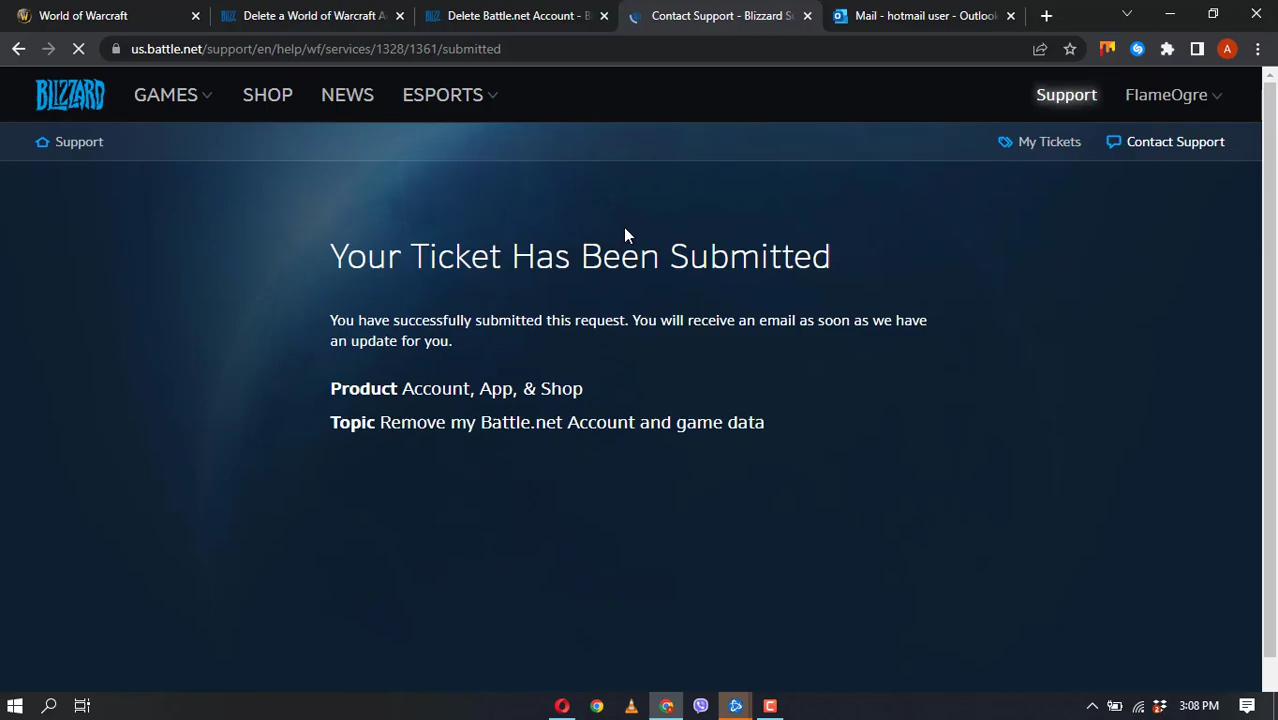 World of Warcraft
Delete a World of Warcraft A
Delete Battle.net Account - B
Contact Support - Blizzard S
Mail - hotmail user - Outlook
us.battle.net/support/en/help/wf/services/1328/1361/submitted
A
BLIZZARD
GAMES
SHOP
NEWS
ESPORTS
Support
FlameOgre
Support
My Tickets
Contact Support
Your Ticket Has Been Submitted
You have successfully submitted this request. You will receive an email as soon as we have
an update for you.
Product Account, App, & Shop
Topic Remove my Battle.net Account and game data
3:08 PM